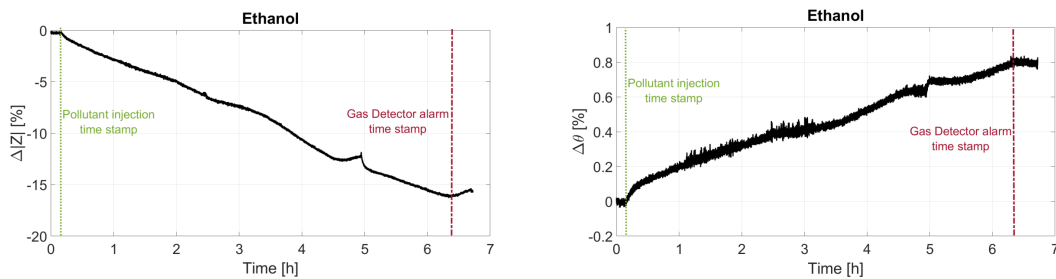 Ethanol
0
-5
-10
-15
-20
Δ|Z| [%]
Pollutant injection
time stamp
Gas Detector alarm
time stamp
0 1 2 3 4 5 6 7
Time [h]
Ethanol
1
0.8
0.6
0.4
0.2
0
-0.2
Δθ [%]
Pollutant injection
time stamp
Gas Detector alarm
time stamp
0 1 2 3 4 5 6 7
Time [h]